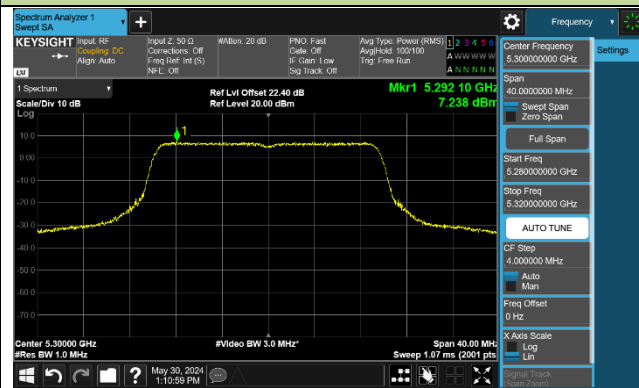 Spectrum Analyzer 1
Swept SA
Frequency
KEYSIGHT
Input: RF
Coupling: DC
Align: Auto
Input Z: 50 Ω
Corrections: Off
Freq Ref: Int (S)
NFE: Off
#Atten: 20 dB
PNO: Fast
Gate: Off
IF Gain: Low
Sig Track: Off
Avg Type: Power (RMS)
Avg|Hold: 100/100
Trig: Free Run
1 2 3 4 5 6
A W W W W W
A N N N N N
LXI
1 Spectrum
Scale/Div 10 dB
Log
Ref Lvl Offset 22.40 dB
Ref Level 20.00 dBm
Mkr1 5.292 10 GHz
7.238 dBm
1
10.0
0.00
-10.0
-20.0
-30.0
-40.0
-50.0
-60.0
-70.0
Center 5.30000 GHz
#Res BW 1.0 MHz
#Video BW 3.0 MHz*
Span 40.00 MHz
Sweep 1.07 ms (2001 pts
May 30, 2024
1:10:59 PM
Center Frequency
5.300000000 GHz
Settings
Span
40.0000000 MHz
Swept Span
Zero Span
Full Span
Start Freq
5.280000000 GHz
Stop Freq
5.320000000 GHz
AUTO TUNE
CF Step
4.000000 MHz
Auto
Man
Freq Offset
0 Hz
X Axis Scale
Log
Lin
Signal Track
(Span Zoom)